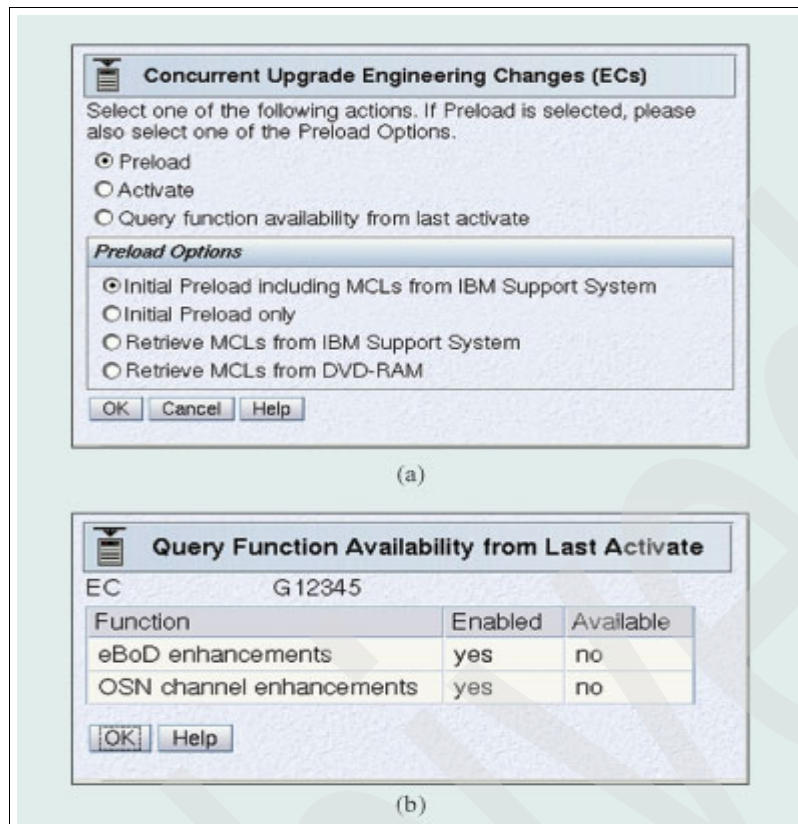 Concurrent Upgrade Engineering Changes (ECs)
Select one of the following actions. If Preload is selected, please
also select one of the Preload Options.
Preload
Activate
Query function availability from last activate
Preload Options
Initial Preload including MCLs from IBM Support System
Initial Preload only
Retrieve MCLs from IBM Support System
Retrieve MCLs from DVD-RAM
OK Cancel Help
(a)
Query Function Availability from Last Activate
EC G12345
Function Enabled Available
eBoD enhancements yes no
OSN channel enhancements yes no
OK Help
(b)